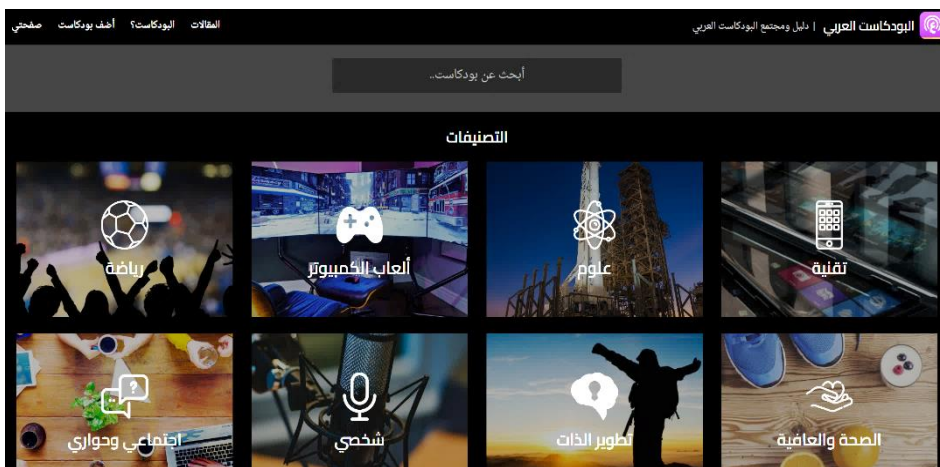 البودكاست العربي | دليل ومجتمع البودكاست العربي
المقالات البودكاست؟ أضف بودكاست صفحتي
أبحث عن بودكاست..
التصنيفات
تقنية
علوم
ألعاب الكمبيوتر
رياضة
الصحة والعافية
تطوير الذات
شخصي
اجتماعي وحواري